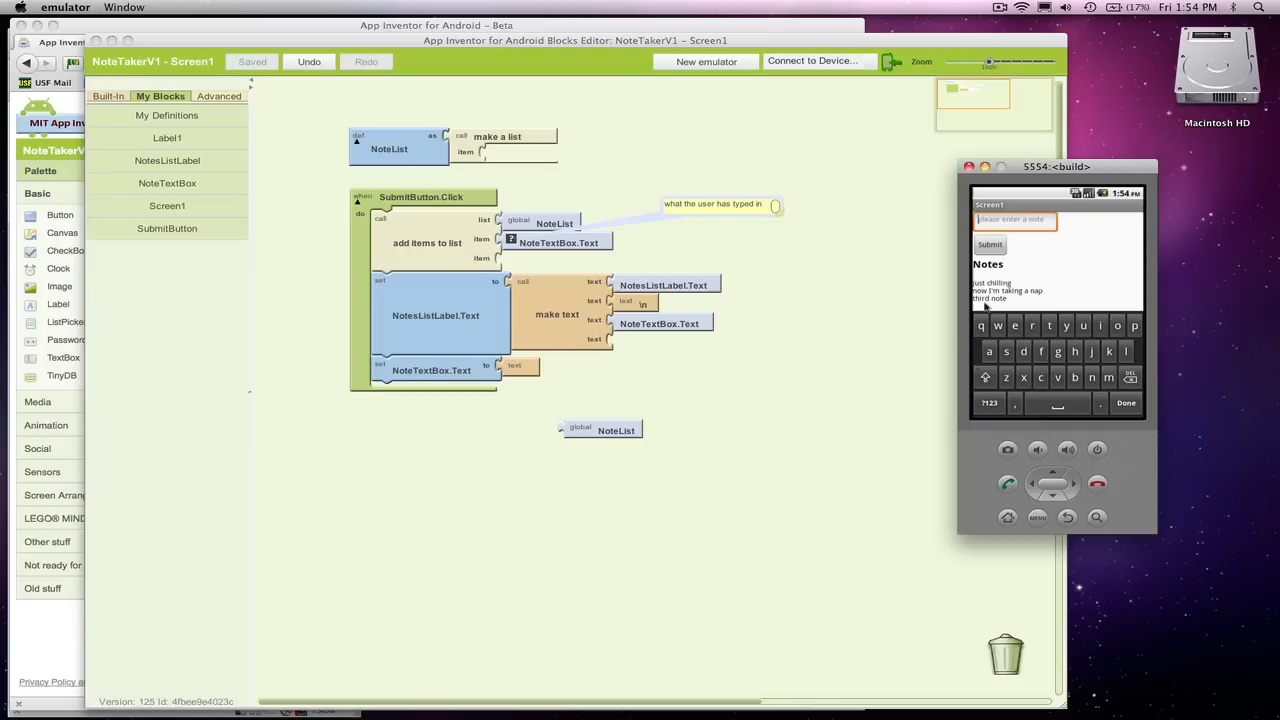 emulator Window
(17%) Fri 1:54 PM
App Inventor for Android – Beta
App Inventor for Android Blocks Editor: NoteTakerV1 – Screen1
App Inven
NoteTakerV1 - Screen1
Saved
Undo
Redo
New emulator
Connect to Device...
Zoom
100%
USF Mail
MIT App Inv
NoteTakerV
Palette
Basic
Button
Canvas
CheckBo
Clock
Image
Label
ListPicke
Passwor
TextBox
TinyDB
Media
Animation
Social
Sensors
Screen Arrang
LEGO® MIND
Other stuff
Not ready for
Old stuff
Privacy Policy a
Built-In
My Blocks
Advanced
My Definitions
Label1
NotesListLabel
NoteTextBox
Screen1
SubmitButton
def
NoteList
as
call make a list
item
when
SubmitButton.Click
do
call
add items to list
list
item
item
global NoteList
? NoteTextBox.Text
what the user has typed in
set
NotesListLabel.Text
to
call
make text
text
text
text
text
NotesListLabel.Text
text \n
NoteTextBox.Text
set
NoteTextBox.Text
to
text
global NoteList
Version: 125 Id: 4fbee9e4023c
Macintosh HD
5554:<build>
1:54 PM
Screen1
please enter a note
Submit
Notes
just chilling
now I'm taking a nap
third note
q w e r t y u i o p
a s d f g h j k l
z x c v b n m DEL
?123 , . Done
MENU